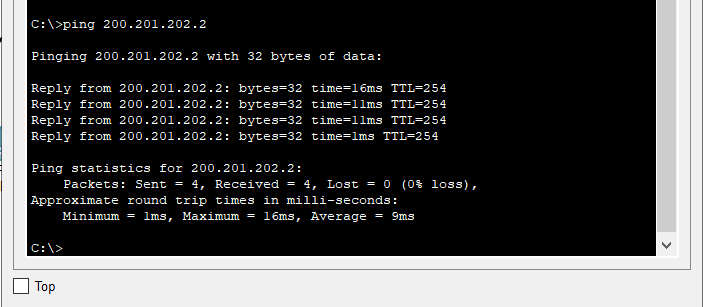 C:\>ping 200.201.202.2
Pinging 200.201.202.2 with 32 bytes of data:
Reply from 200.201.202.2: bytes=32 time=16ms TTL=254
Reply from 200.201.202.2: bytes=32 time=11ms TTL=254
Reply from 200.201.202.2: bytes=32 time=11ms TTL=254
Reply from 200.201.202.2: bytes=32 time=1ms TTL=254
Ping statistics for 200.201.202.2:
    Packets: Sent = 4, Received = 4, Lost = 0 (0% loss),
Approximate round trip times in milli-seconds:
    Minimum = 1ms, Maximum = 16ms, Average = 9ms
C:\>
Top